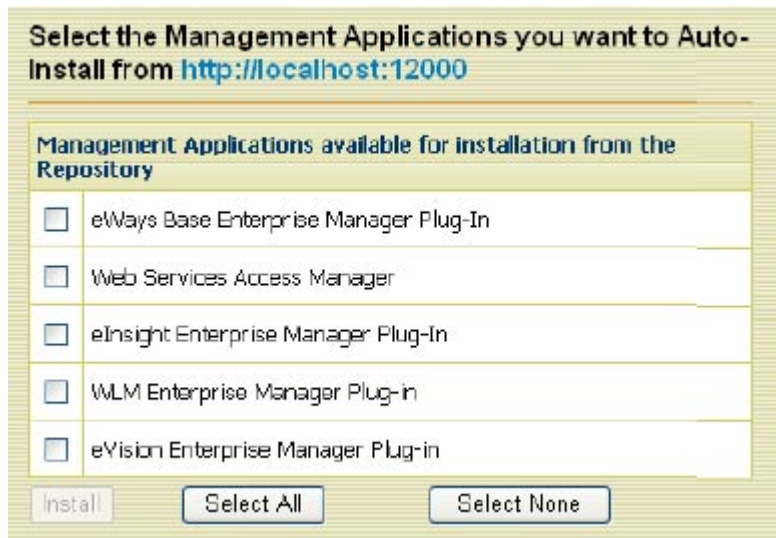 Select the Management Applications you want to Auto-
Install from http://localhost:12000
Management Applications available for installation from the
Repository
eWays Base Enterprise Manager Plug-In
Web Services Access Manager
eInsight Enterprise Manager Plug-In
WLM Enterprise Manager Plug-in
eVision Enterprise Manager Plug-in
Install Select All Select None